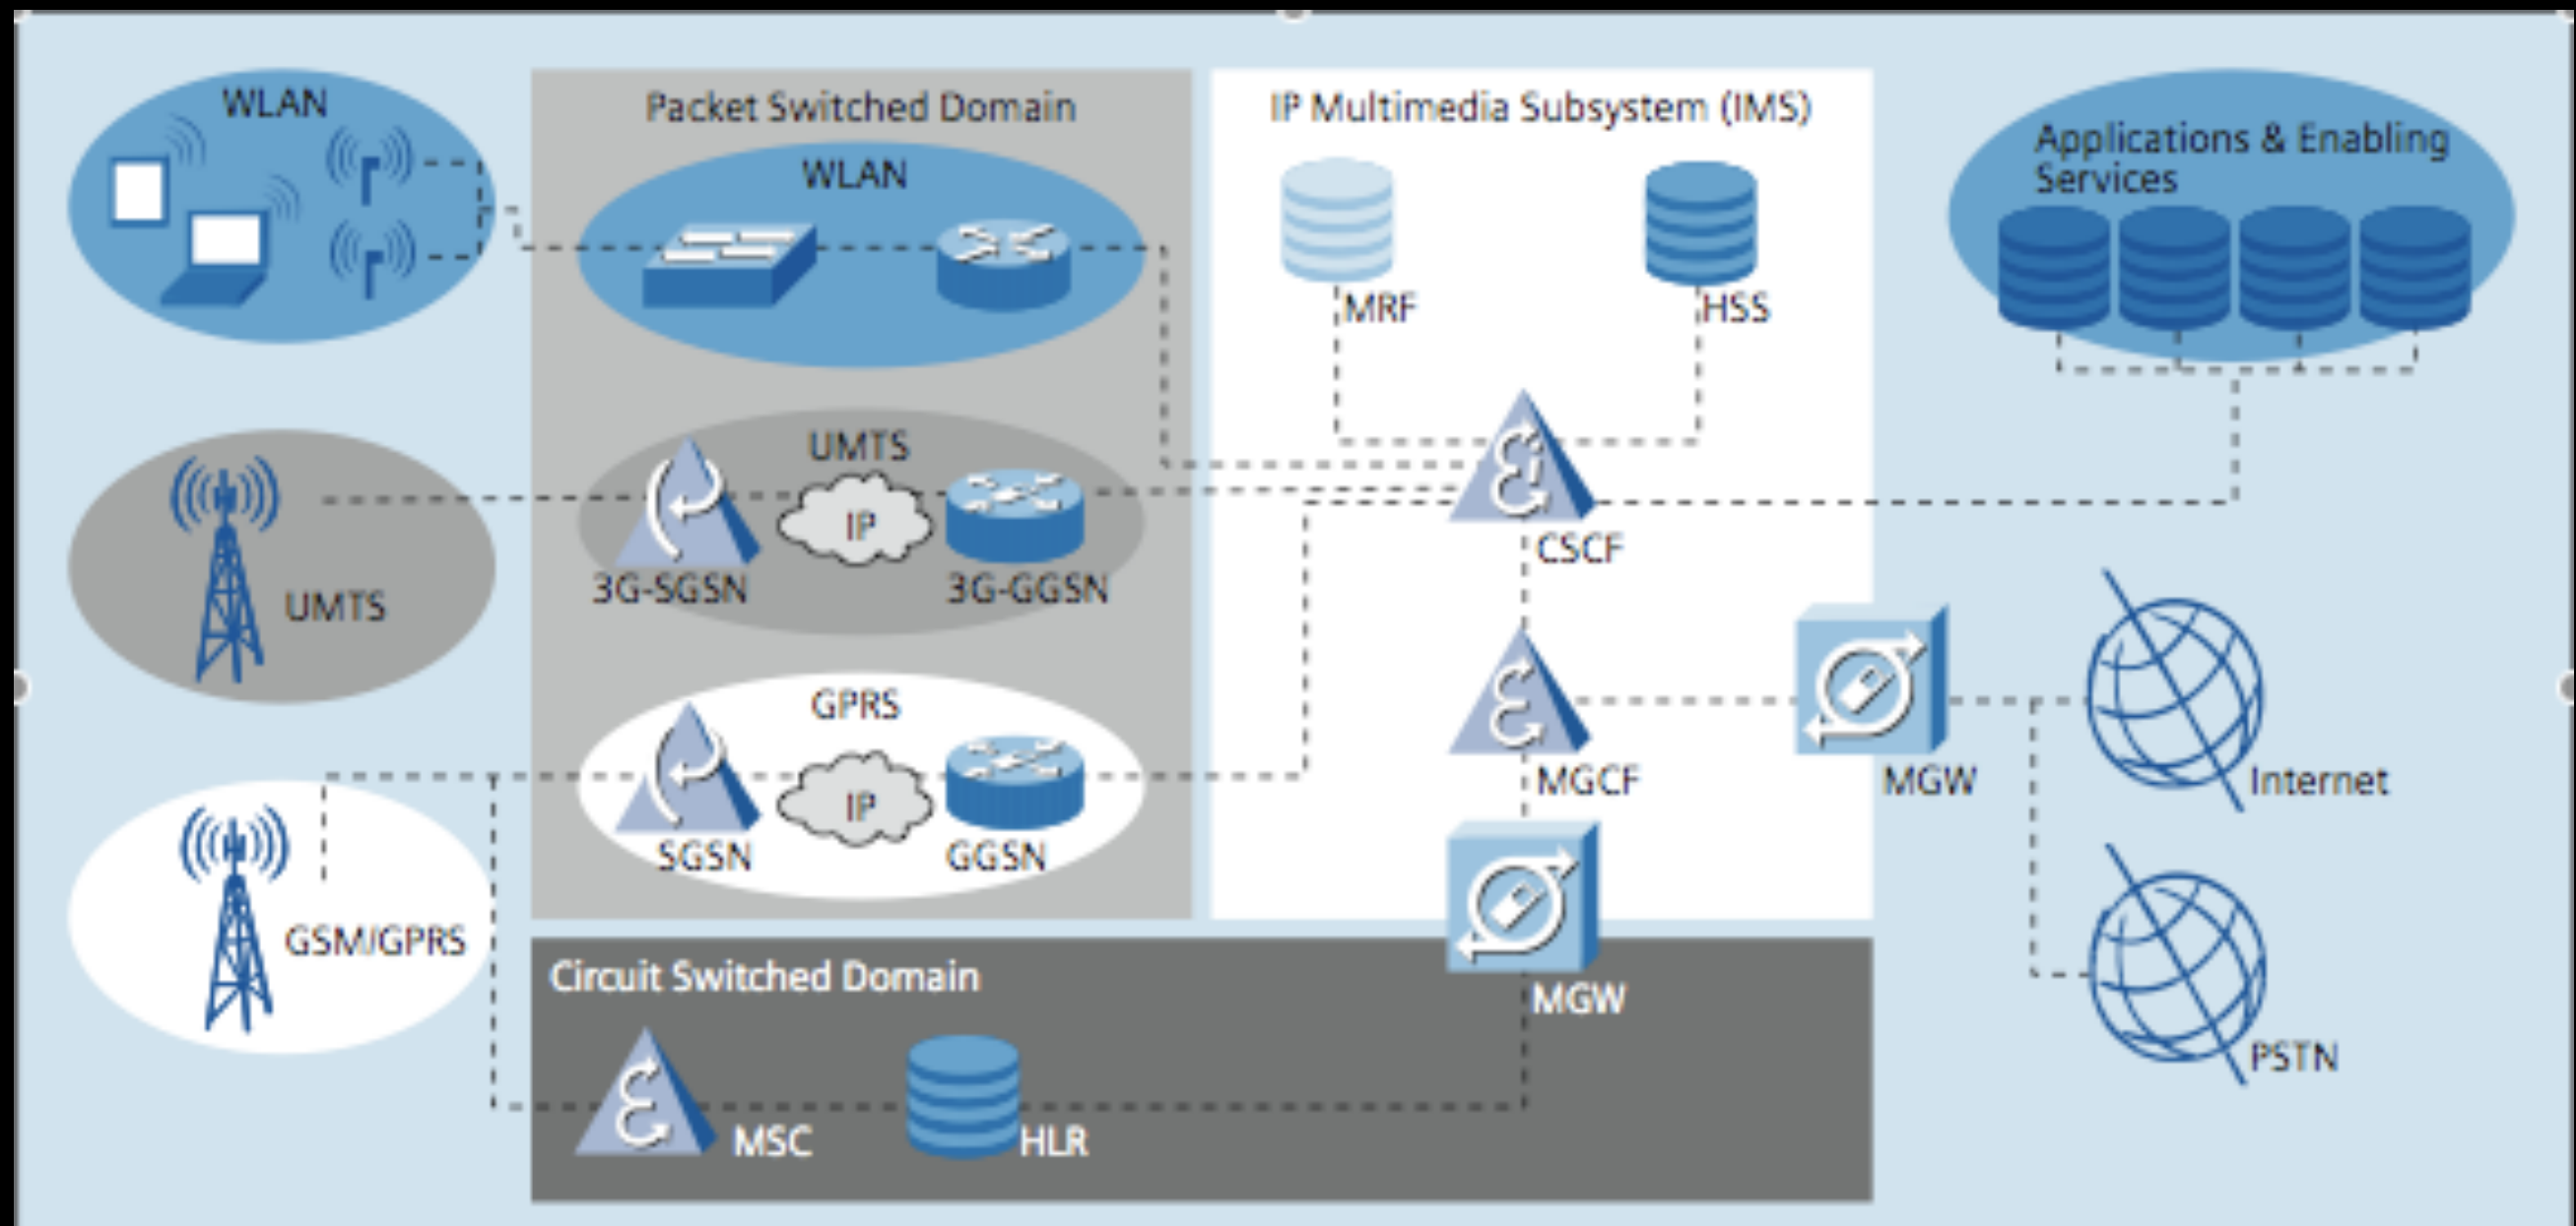 WLAN
Packet Switched Domain
WLAN
IP Multimedia Subsystem (IMS)
MRF
HSS
Applications & Enabling
Services
UMTS
UMTS
IP
3G-SGSN
3G-GGSN
CSCF
GPRS
IP
SGSN
GGSN
MGCF
MGW
Internet
GSM/GPRS
Circuit Switched Domain
MGW
MSC
HLR
PSTN